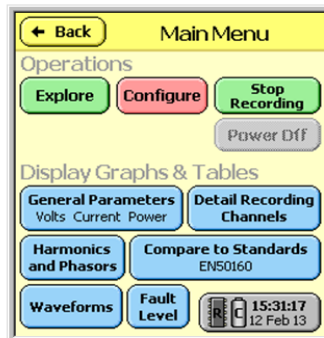 Back
Main Menu
Operations
Explore
Configure
Stop
Recording
Power Off
Display Graphs & Tables
General Parameters
Volts Current Power
Detail Recording
Channels
Harmonics
and Phasors
Compare to Standards
EN50160
Waveforms
Fault
Level
R
C
15:31:17
12 Feb 13